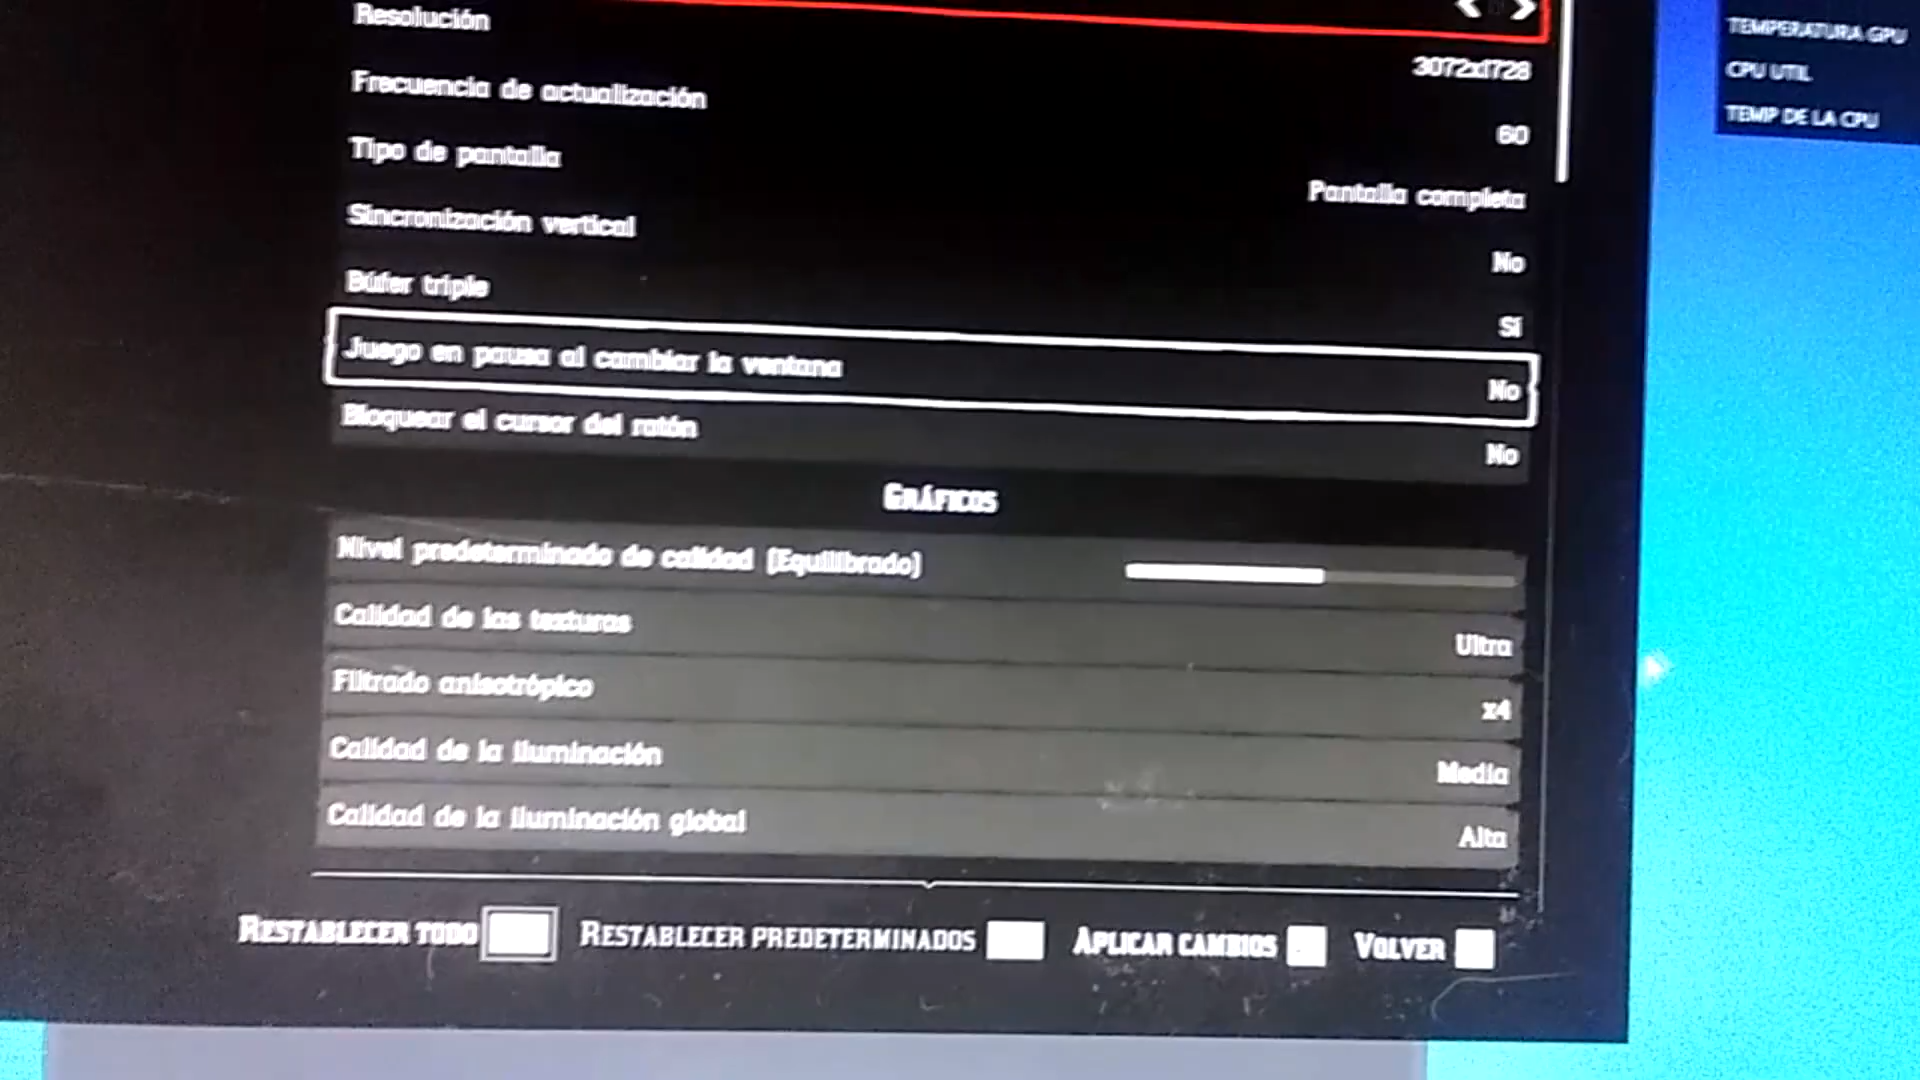 Resolución
3072x1728
Frecuencia de actualización
60
Tipo de pantalla
Pantalla completa
Sincronización vertical
No
Búfer triple
Sí
Juego en pausa al cambiar la ventana
No
Bloquear el cursor del ratón
No
GRÁFICOS
Nivel predeterminado de calidad [Equilibrado]
Calidad de las texturas
Ultra
Filtrado anisotrópico
x4
Calidad de la iluminación
Media
Calidad de la iluminación global
Alta
RESTABLECER TODO
RESTABLECER PREDETERMINADOS
APLICAR CAMBIOS
VOLVER
TEMPERATURA GPU
CPU UTIL
TEMP DE LA CPU